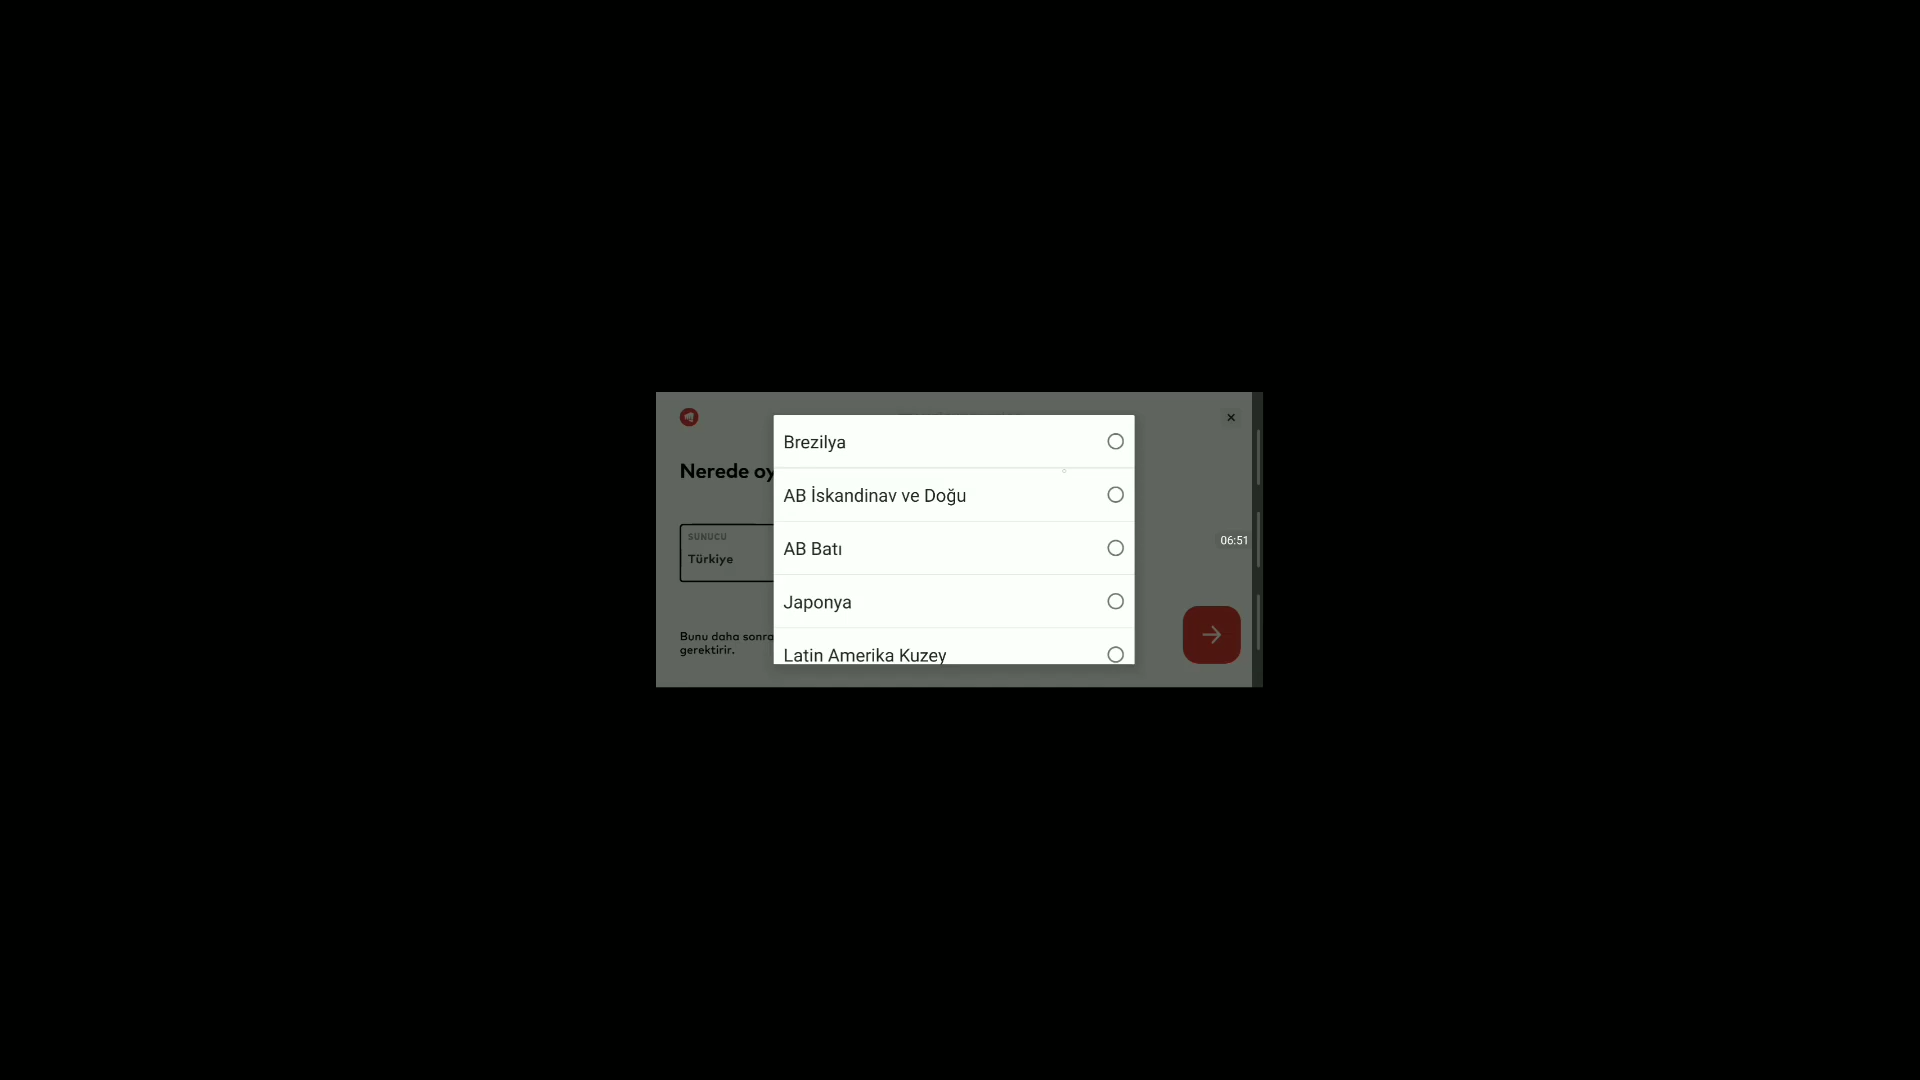 Nerede oy
SUNUCU
Türkiye
Bunu daha sonra
gerektirir.
Brezilya
AB İskandinav ve Doğu
AB Batı
Japonya
Latin Amerika Kuzey
06:51